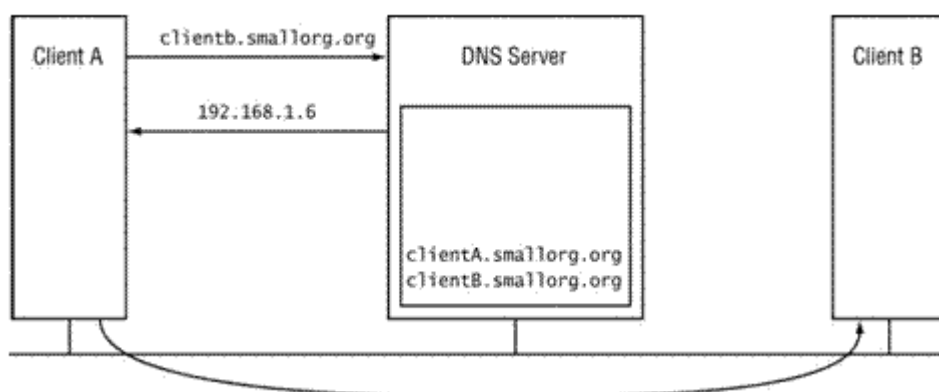 Client A
clientb.smallorg.org
192.168.1.6
DNS Server
clientA.smallorg.org
clientB.smallorg.org
Client B